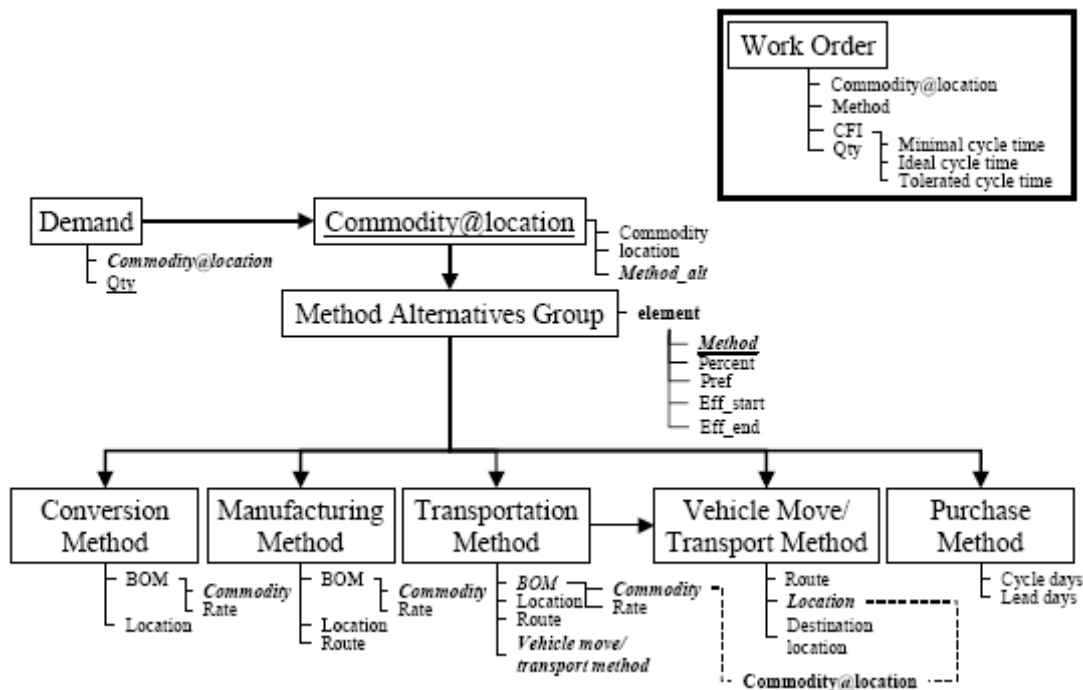 Work Order
Commodity@location
Method
CFI
Qty
Minimal cycle time
Ideal cycle time
Tolerated cycle time
Demand
Commodity@location
Qty
Commodity@location
Commodity
location
Method_alt
Method Alternatives Group
element
Method
Percent
Pref
Eff_start
Eff_end
Conversion
Method
BOM
Commodity
Rate
Location
Manufacturing
Method
BOM
Commodity
Rate
Location
Route
Transportation
Method
BOM
Commodity
Rate
Location
Route
Vehicle move/
transport method
Vehicle Move/
Transport Method
Route
Location
Destination
location
Commodity@location
Purchase
Method
Cycle days
Lead days